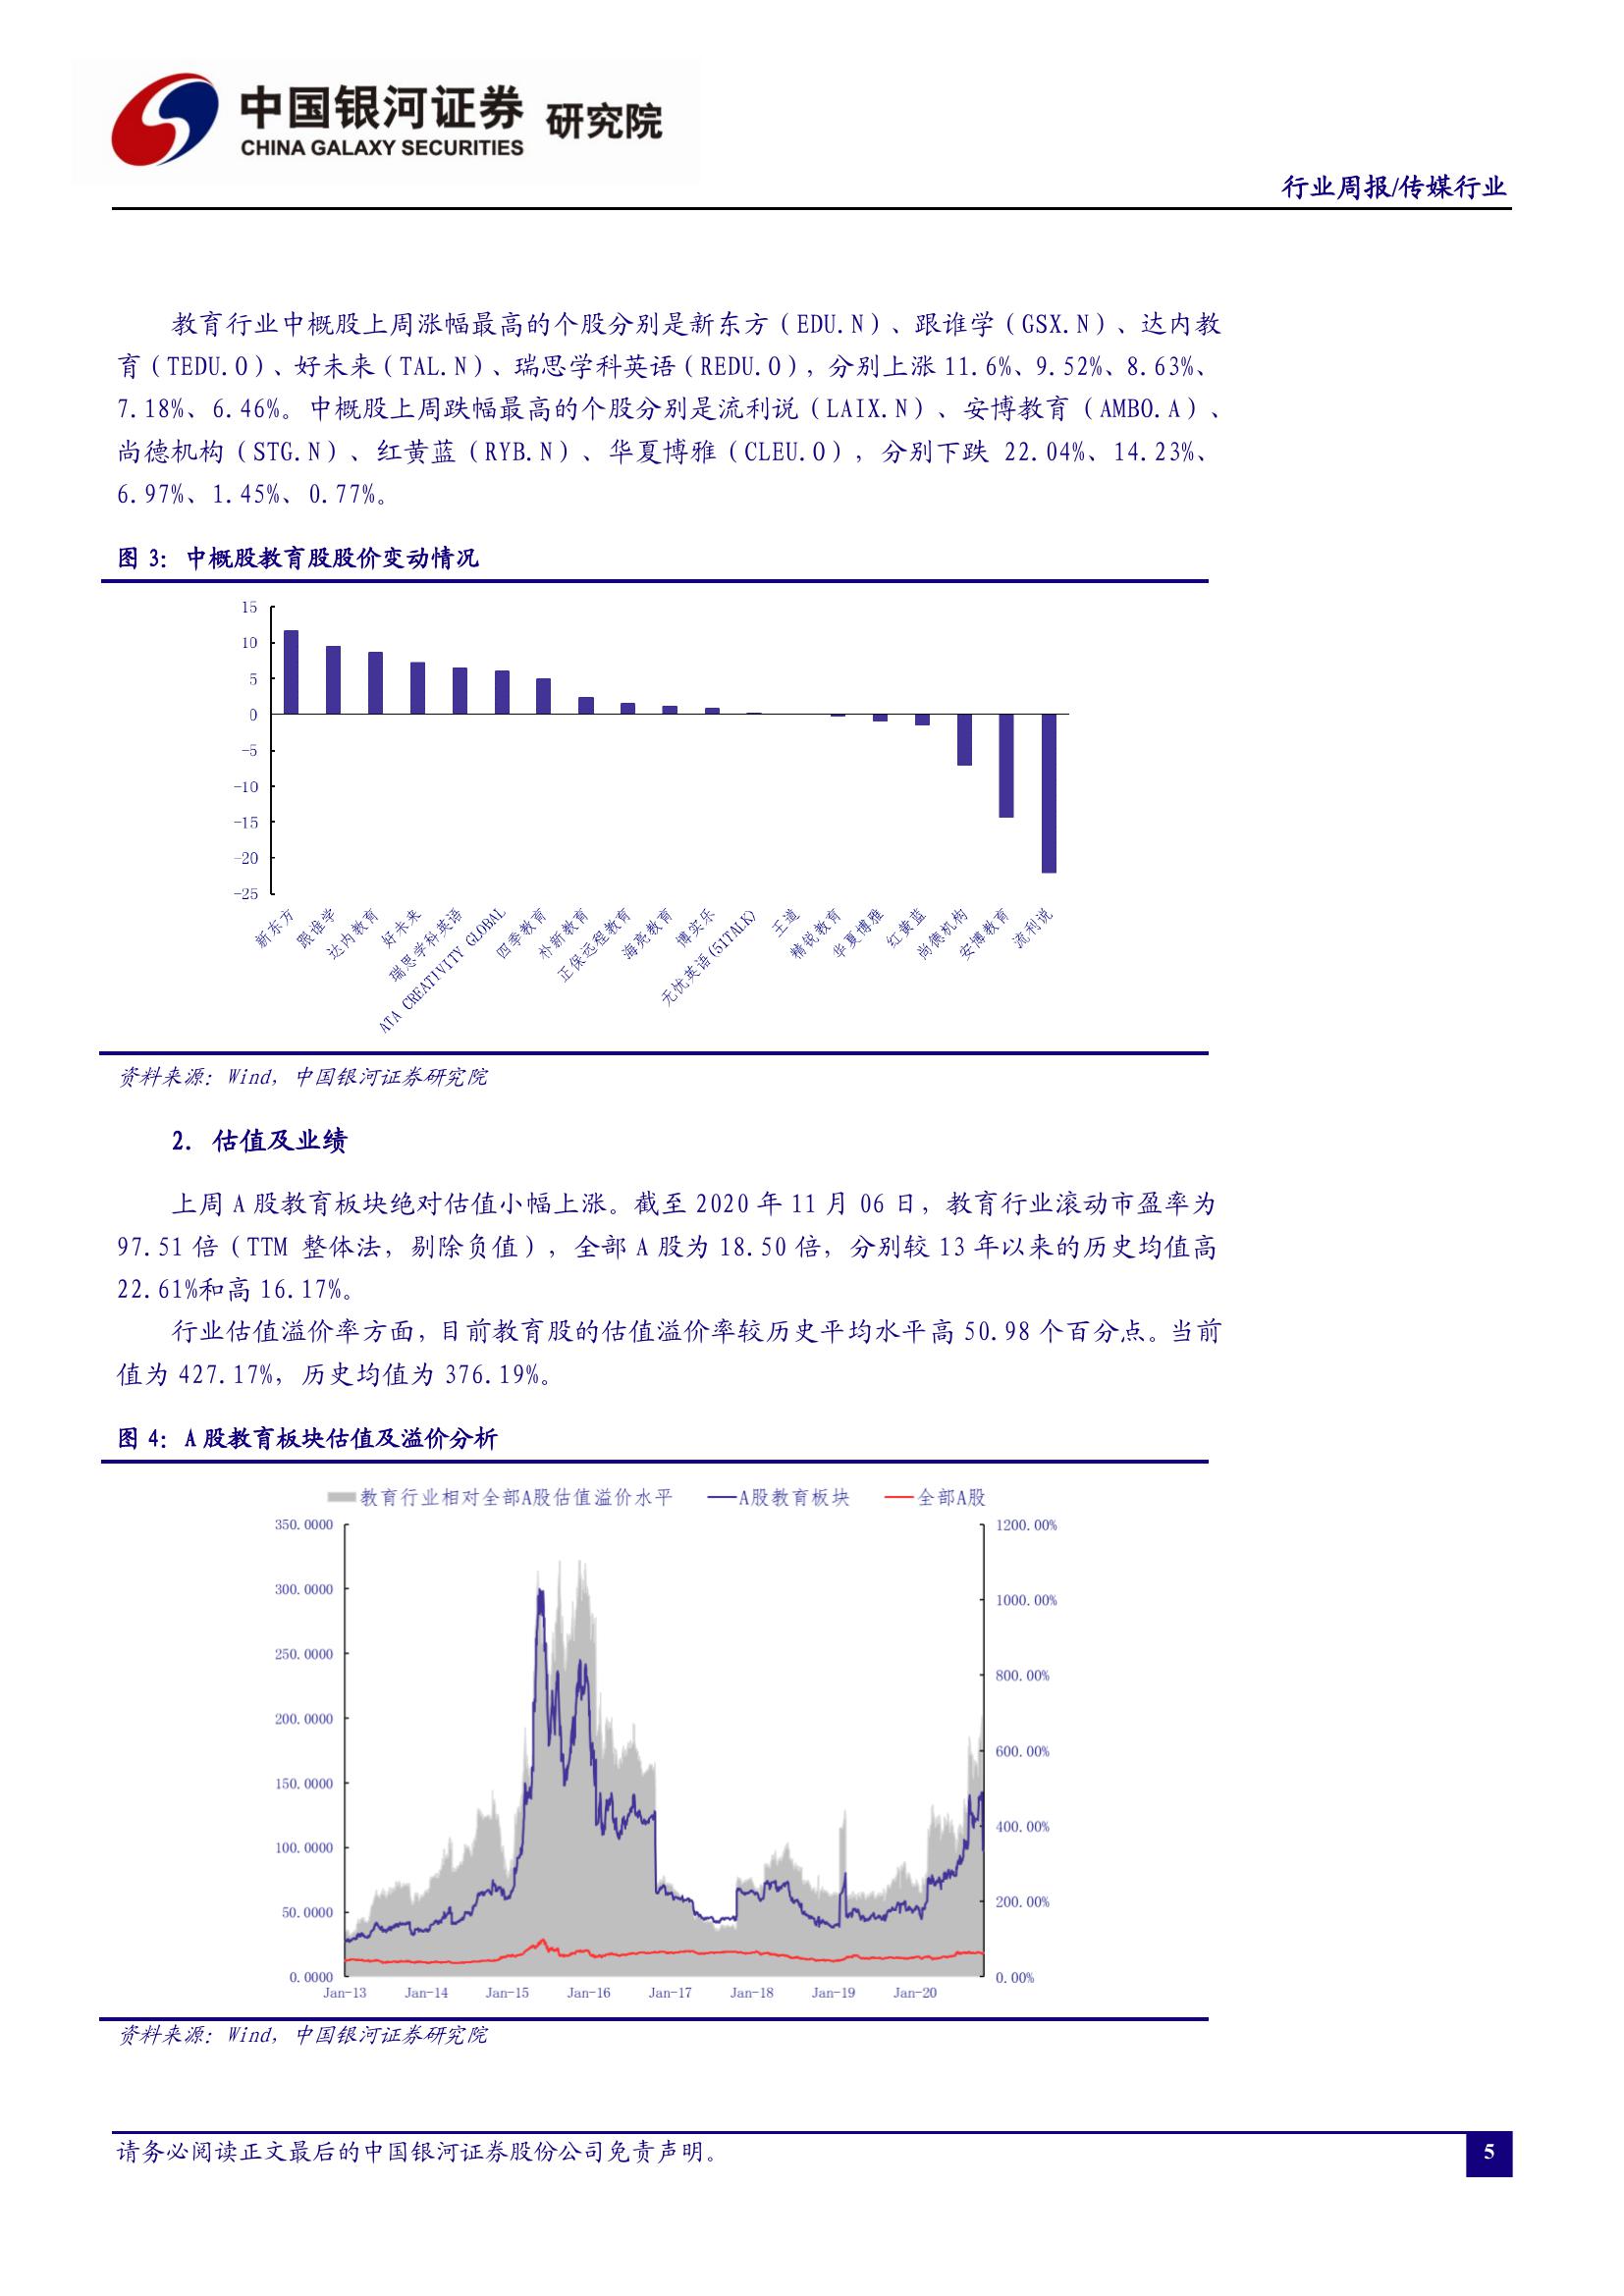 中国银河证券 研究院
CHINA GALAXY SECURITIES
行业周报/传媒行业
教育行业中概股上周涨幅最高的个股分别是新东方（EDU.N）、跟谁学（GSX.N）、达内教
育（TEDU.O）、好未来（TAL.N）、瑞思学科英语（REDU.O），分别上涨 11.6%、9.52%、8.63%、
7.18%、6.46%。中概股上周跌幅最高的个股分别是流利说（LAIX.N）、安博教育（AMBO.A）、
尚德机构（STG.N）、红黄蓝（RYB.N）、华夏博雅（CLEU.O），分别下跌 22.04%、14.23%、
6.97%、1.45%、0.77%。
图 3：中概股教育股股价变动情况
15
10
5
0
-5
-10
-15
-20
-25
新东方
跟谁学
达内教育
好未来
瑞思学科英语
ATA CREATIVITY GLOBAL
四季教育
朴新教育
正保远程教育
海亮教育
博实乐
无忧英语(51TALK)
王道
精锐教育
华夏博雅
红黄蓝
尚德机构
安博教育
流利说
资料来源：Wind，中国银河证券研究院
2. 估值及业绩
上周 A 股教育板块绝对估值小幅上涨。截至 2020 年 11 月 06 日，教育行业滚动市盈率为
97.51 倍（TTM 整体法，剔除负值），全部 A 股为 18.50 倍，分别较 13 年以来的历史均值高
22.61%和高 16.17%。
行业估值溢价率方面，目前教育股的估值溢价率较历史平均水平高 50.98 个百分点。当前
值为 427.17%，历史均值为 376.19%。
图 4：A 股教育板块估值及溢价分析
教育行业相对全部A股估值溢价水平 A股教育板块 全部A股
350.0000
300.0000
250.0000
200.0000
150.0000
100.0000
50.0000
0.0000
1200.00%
1000.00%
800.00%
600.00%
400.00%
200.00%
0.00%
Jan-13 Jan-14 Jan-15 Jan-16 Jan-17 Jan-18 Jan-19 Jan-20
资料来源：Wind，中国银河证券研究院
请务必阅读正文最后的中国银河证券股份公司免责声明。
5